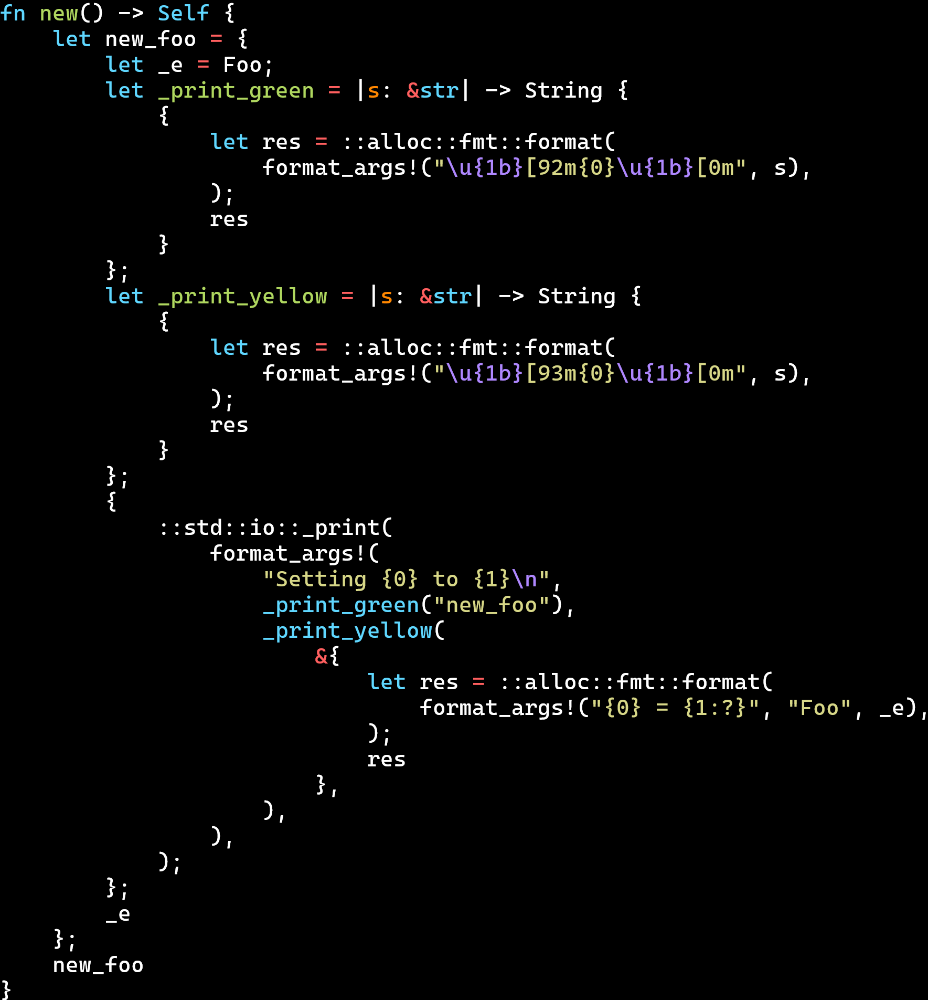 fn new() -> Self {
    let new_foo = {
        let _e = Foo;
        let _print_green = |s: &str| -> String {
            {
                let res = ::alloc::fmt::format(
                    format_args!("\u{1b}[92m{0}\u{1b}[0m", s),
                );
                res
            }
        };
        let _print_yellow = |s: &str| -> String {
            {
                let res = ::alloc::fmt::format(
                    format_args!("\u{1b}[93m{0}\u{1b}[0m", s),
                );
                res
            }
        };
        {
            ::std::io::_print(
                format_args!(
                    "Setting {0} to {1}\n",
                    _print_green("new_foo"),
                    _print_yellow(
                        &{
                            let res = ::alloc::fmt::format(
                                format_args!("{0} = {1:?}", "Foo", _e),
                            );
                            res
                        },
                    ),
                ),
            );
        };
        _e
    };
    new_foo
}